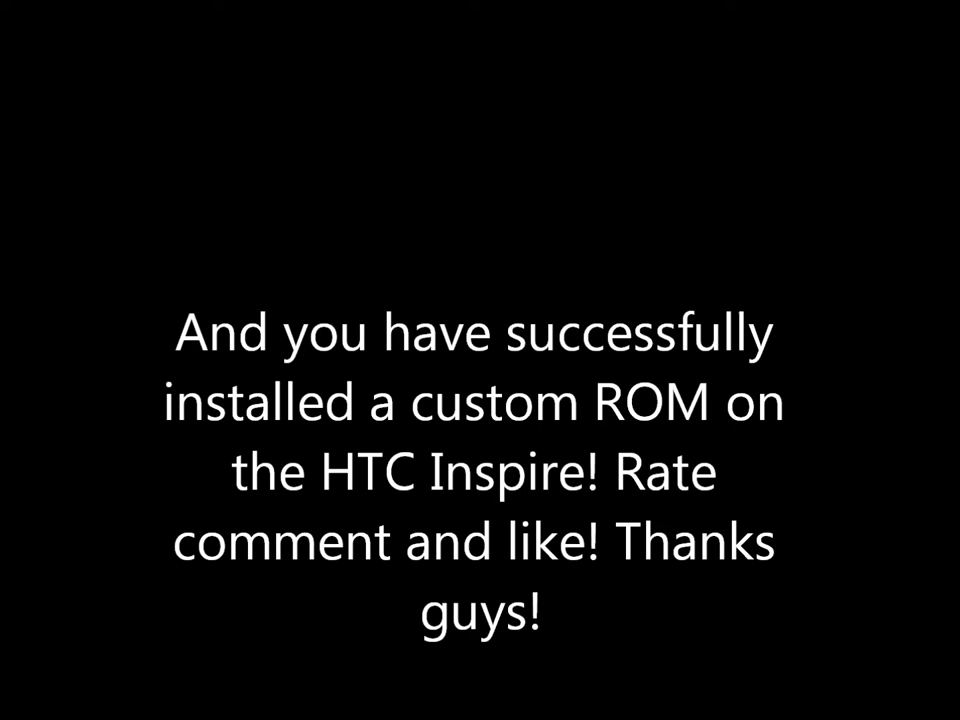 And you have successfully
installed a custom ROM on
the HTC Inspire! Rate
comment and like! Thanks
guys!